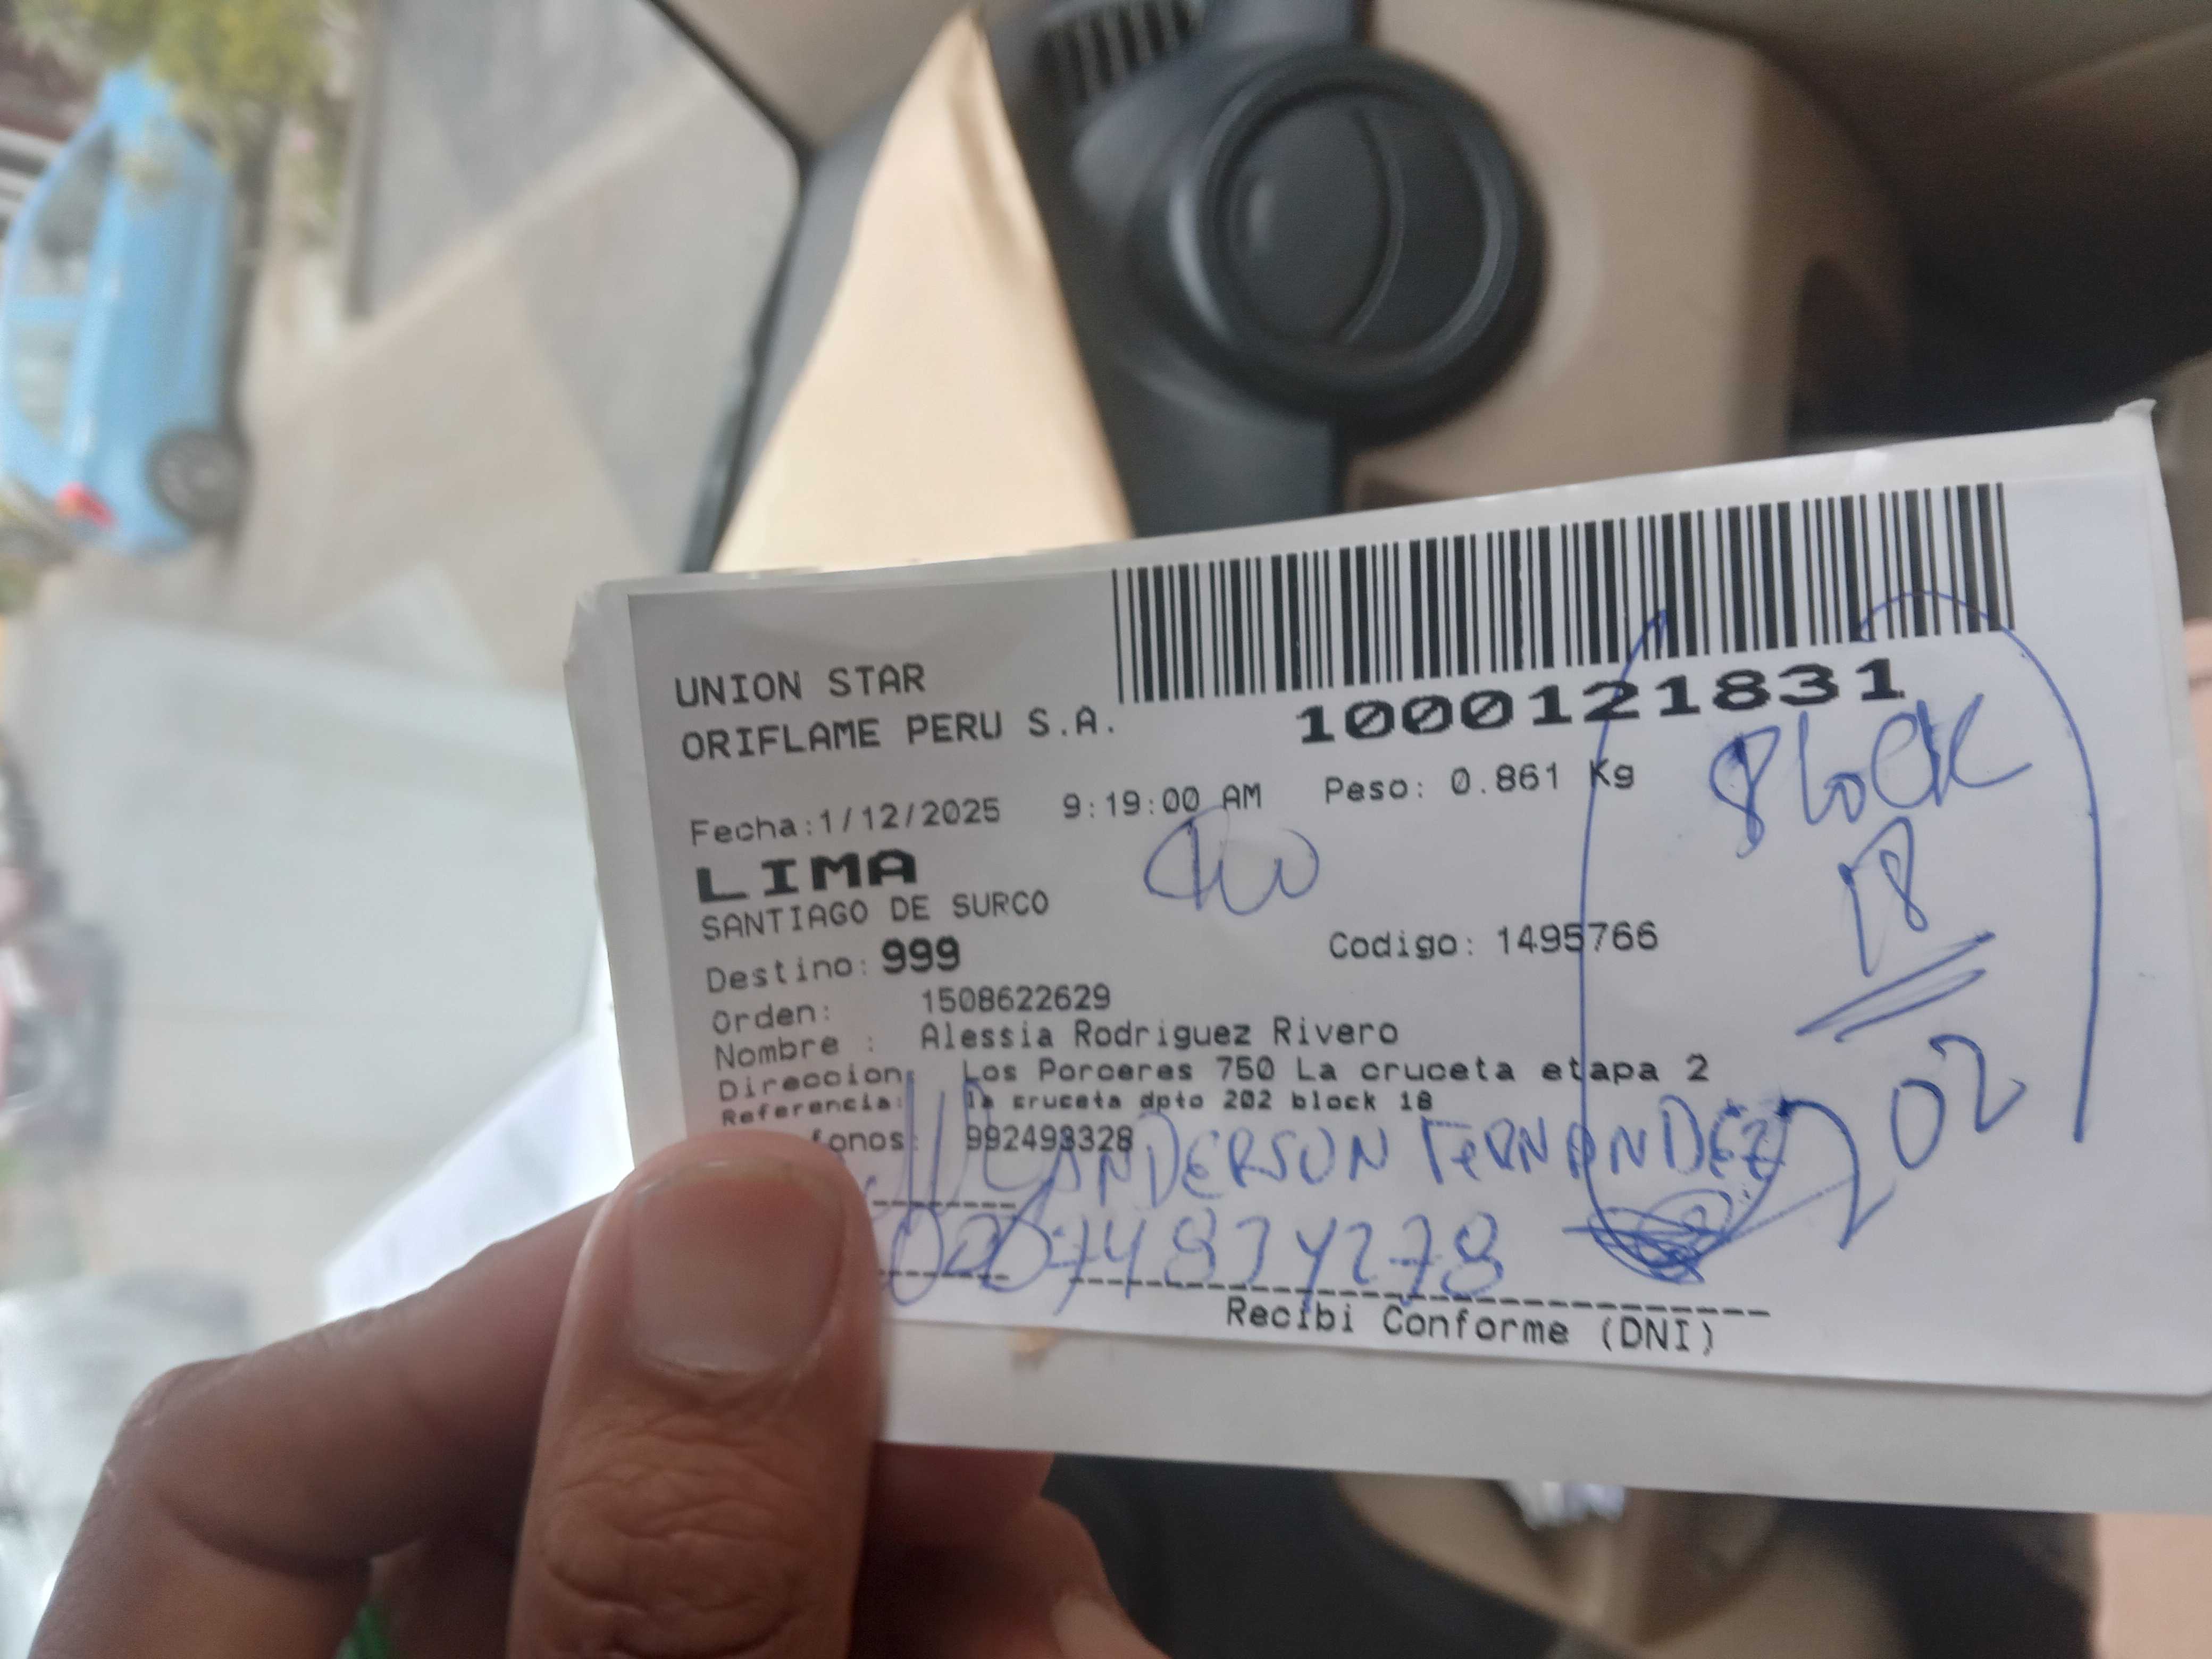 UNION STAR
ORIFLAME PERU S.A.
1000121831
Fecha:1/12/2025 9:19:00 AM Peso: 0.861 Kg
Block
18
202
LIMA
SANTIAGO DE SURCO
Destino: 999 Codigo: 1495766
Orden: 1508622629
Nombre : Alessia Rodriguez Rivero
Direccion: Los Porceres 750 La cruceta etapa 2
Referencia: la cruceta dpto 202 block 18
fonos: 992493328
ANDERSON FERNANDEZ
Recibi Conforme (DNI)